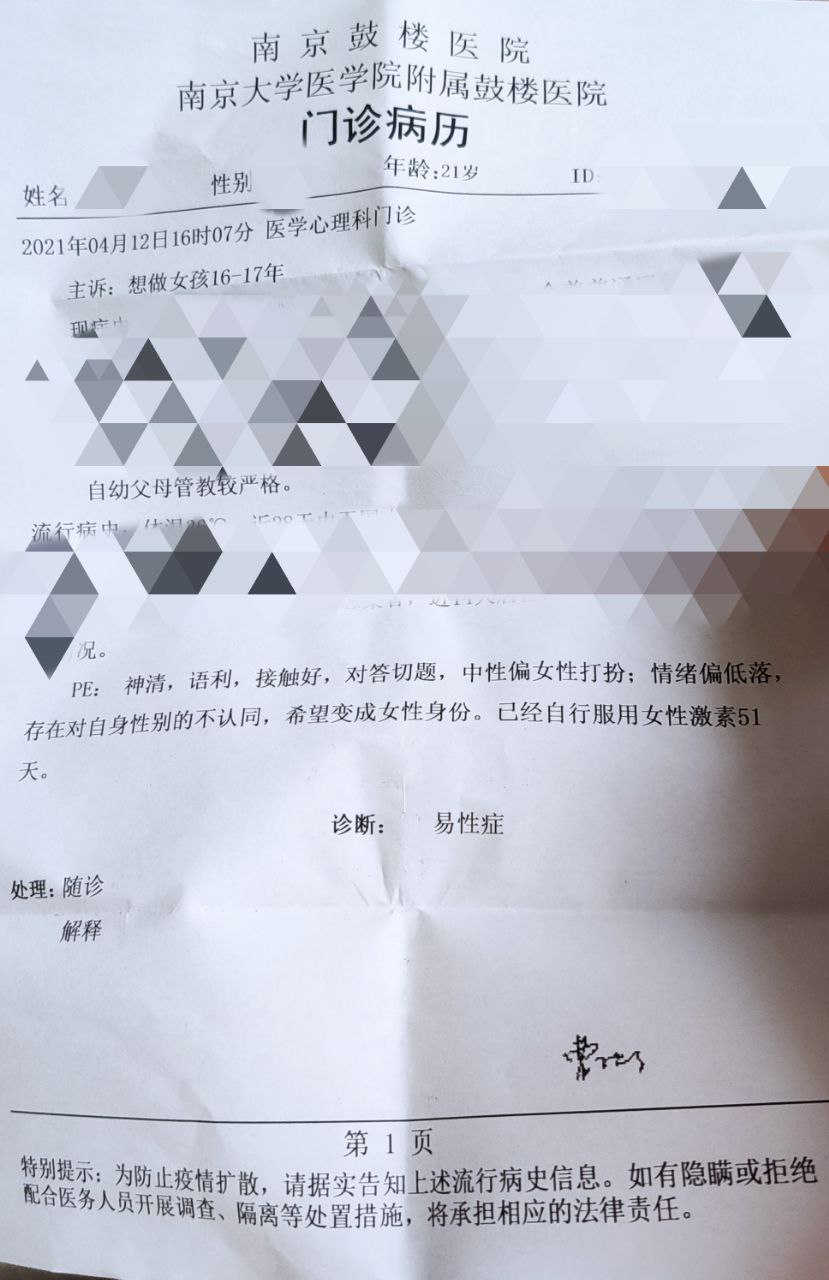 南京鼓楼医院
南京大学医学院附属鼓楼医院
门诊病历
姓名 性别 年龄:21岁 ID:
2021年04月12日16时07分 医学心理科门诊
主诉：想做女孩16-17年
现病史
自幼父母管教较严格。
流行病史：体温36℃，近28天内
况。
PE： 神清，语利，接触好，对答切题，中性偏女性打扮；情绪偏低落，
存在对自身性别的不认同，希望变成女性身份。已经自行服用女性激素51
天。
诊断： 易性症
处理：随诊
解释
第 1 页
特别提示：为防止疫情扩散，请据实告知上述流行病史信息。如有隐瞒或拒绝
配合医务人员开展调查、隔离等处置措施，将承担相应的法律责任。